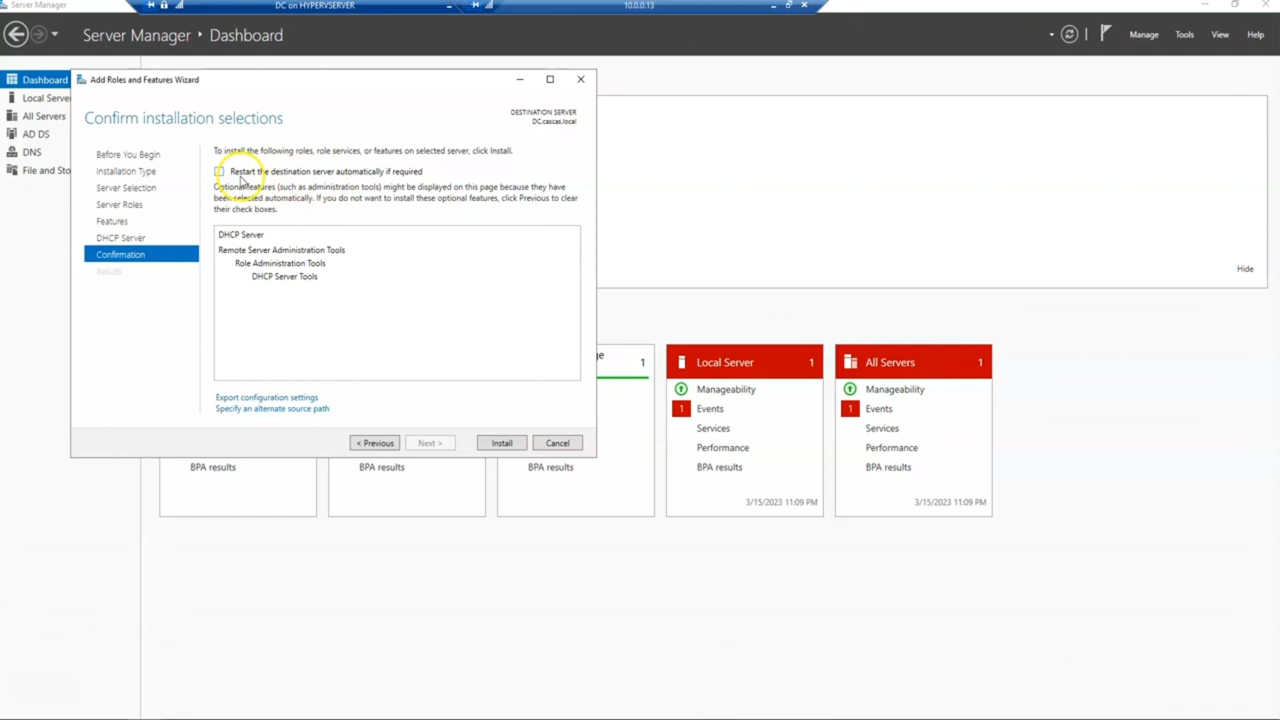 Server Manager
DC on HYPERVSERVER
10.0.0.13
Server Manager • Dashboard
Manage
Tools
View
Help
Dashboard
Local Serve
All Servers
AD DS
DNS
File and Sto
Add Roles and Features Wizard
Confirm installation selections
DESTINATION SERVER
DC.cascas.local
Before You Begin
Installation Type
Server Selection
Server Roles
Features
DHCP Server
Confirmation
Results
To install the following roles, role services, or features on selected server, click Install.
Restart the destination server automatically if required
Optional features (such as administration tools) might be displayed on this page because they have
been selected automatically. If you do not want to install these optional features, click Previous to clear
their check boxes.
DHCP Server
Remote Server Administration Tools
Role Administration Tools
DHCP Server Tools
Export configuration settings
Specify an alternate source path
< Previous
Next >
Install
Cancel
Hide
BPA results
BPA results
ge
1
BPA results
Local Server
1
Manageability
1
Events
Services
Performance
BPA results
3/15/2023 11:09 PM
All Servers
1
Manageability
1
Events
Services
Performance
BPA results
3/15/2023 11:09 PM